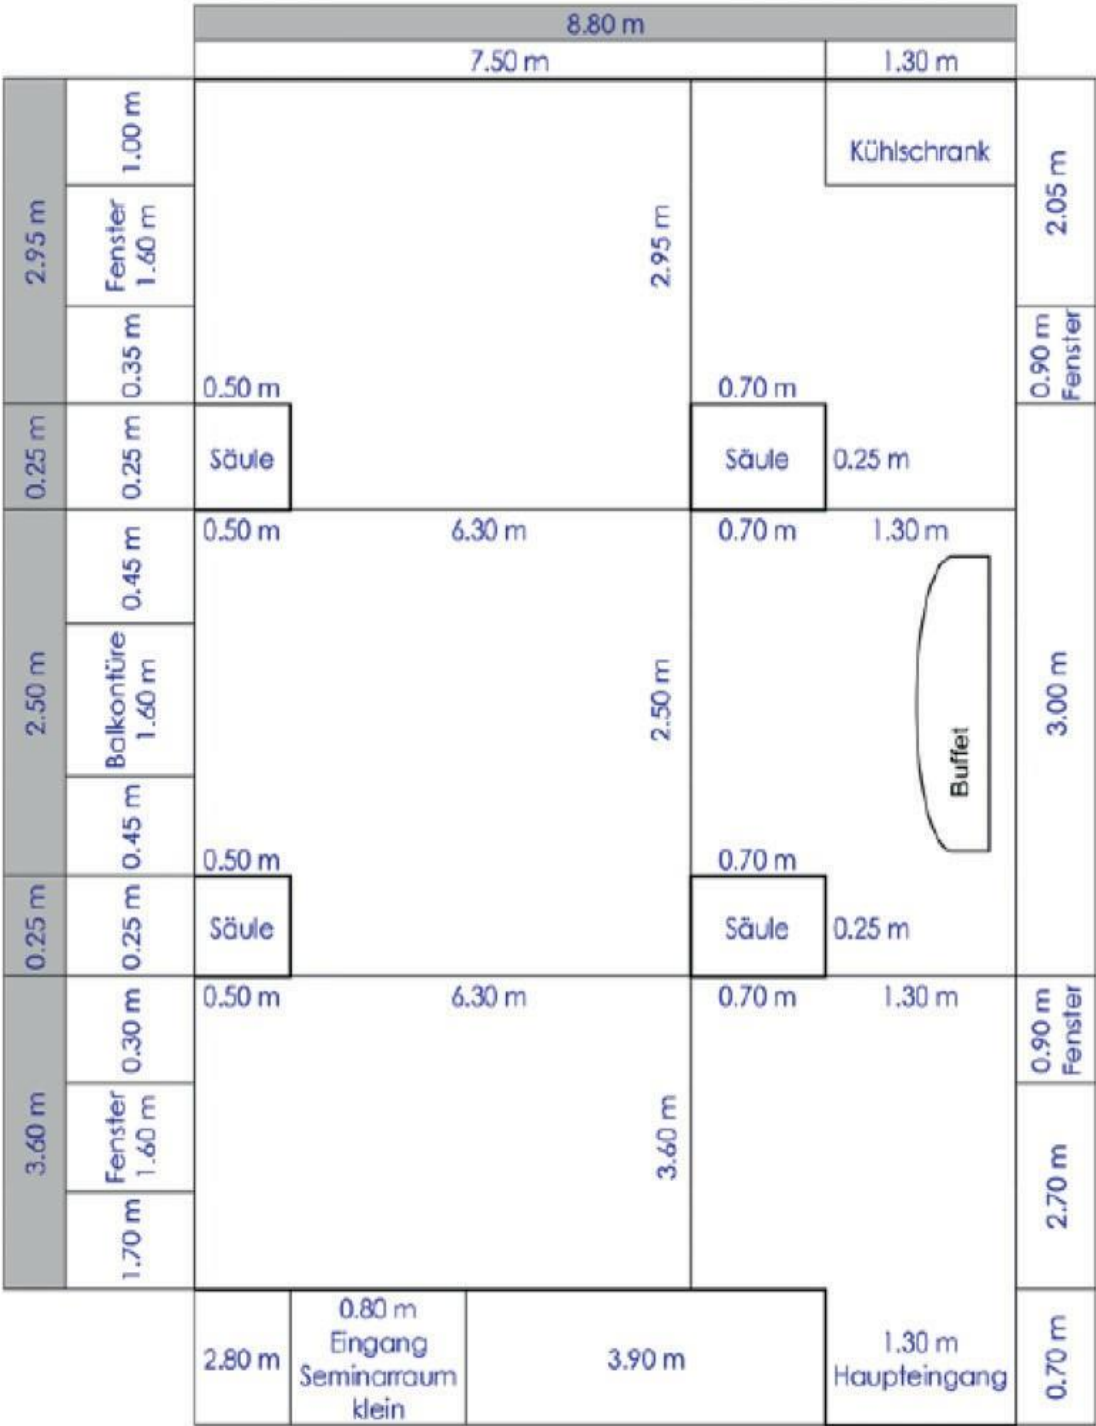 8.80 m
7.50 m
1.30 m
2.95 m
1.00 m
Fenster
1.60 m
0.35 m
2.95 m
Kühlschrank
2.05 m
0.90 m
Fenster
0.50 m
0.70 m
0.25 m
0.25 m
Säule
Säule
0.25 m
0.50 m
6.30 m
0.70 m
1.30 m
2.50 m
0.45 m
Balkontüre
1.60 m
0.45 m
2.50 m
Buffet
3.00 m
0.50 m
0.70 m
0.25 m
0.25 m
Säule
Säule
0.25 m
0.50 m
6.30 m
0.70 m
1.30 m
3.60 m
0.30 m
Fenster
1.60 m
1.70 m
3.60 m
0.90 m
Fenster
2.70 m
2.80 m
0.80 m
Eingang
Seminarraum
klein
3.90 m
1.30 m
Haupteingang
0.70 m